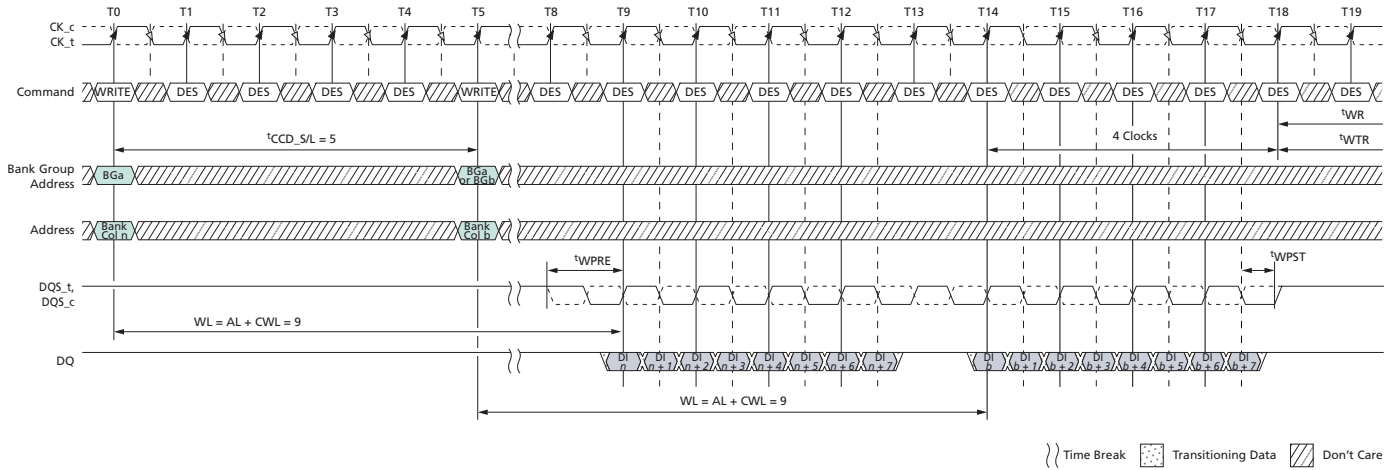 T0 T1 T2 T3 T4 T5 T8 T9 T10 T11 T12 T13 T14 T15 T16 T17 T18 T19
CK_c
CK_t
Command WRITE DES DES DES DES WRITE DES DES DES DES DES DES DES DES DES DES DES DES
tWR
tCCD_S/L = 5 4 Clocks tWTR
Bank Group
Address
BGa BGa
or BGb
Address Bank
Col n Bank
Col b
tWPRE tWPST
DQS_t,
DQS_c
WL = AL + CWL = 9
DQ DI
n DI
n + 1 DI
n + 2 DI
n + 3 DI
n + 4 DI
n + 5 DI
n + 6 DI
n + 7 DI
b DI
b + 1 DI
b + 2 DI
b + 3 DI
b + 4 DI
b + 5 DI
b + 6 DI
b + 7
WL = AL + CWL = 9
Time Break Transitioning Data Don't Care